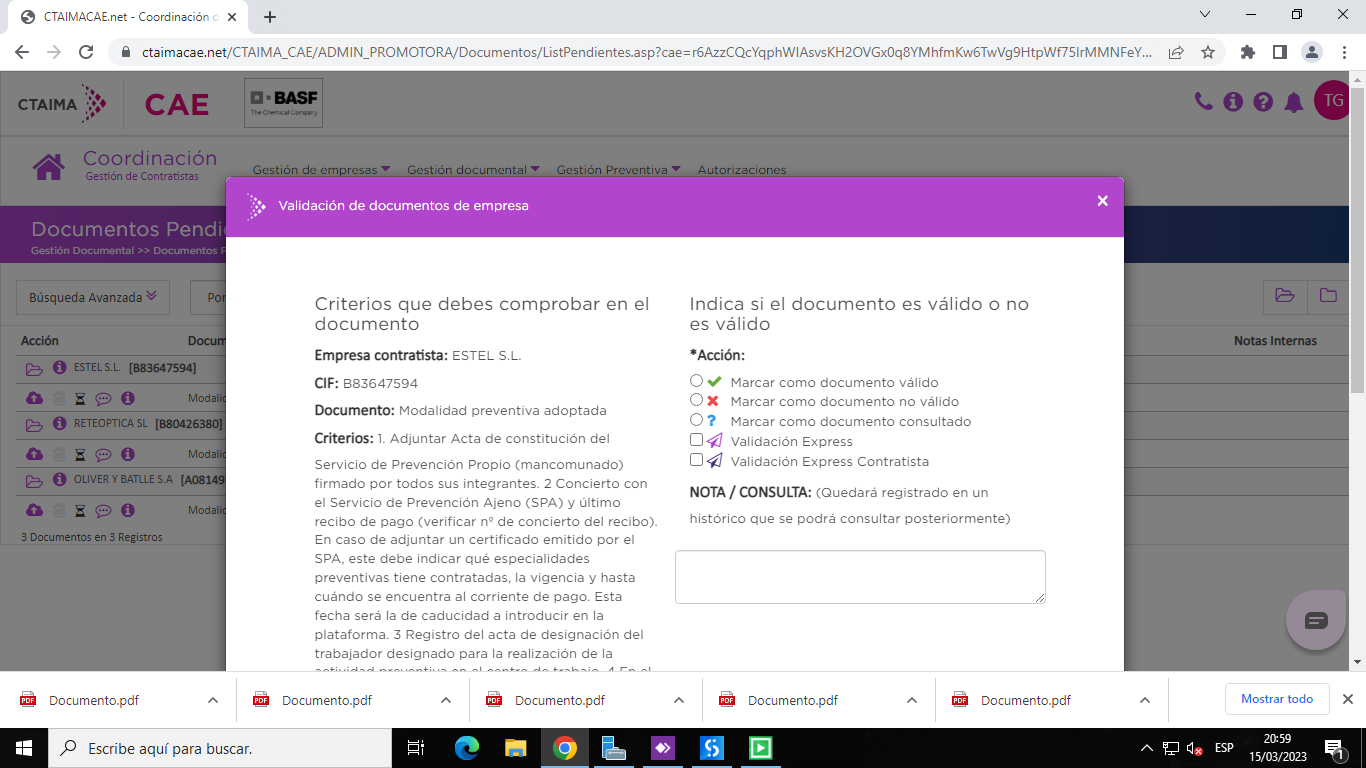 CTAIMACAE.net - Coordinación d
ctaimacae.net/CTAIMA_CAE/ADMIN_PROMOTORA/Documentos/ListPendientes.asp?cae=r6AzzCQcYqphWIAsvsKH2OVGx0q8YMhfmKw6TwVg9HtpWf75IrMMNFeY...
CTAIMA CAE BASF
The Chemical Company
TG
Coordinación
Gestión de Contratistas
Gestión de empresas Gestión documental Gestión Preventiva Autorizaciones
Documentos Pendi
Gestión Documental >> Documentos P
Validación de documentos de empresa
Búsqueda Avanzada Por
Acción Docum Notas Internas
ESTEL S.L. [B83647594]
Modalid
RETEOPTICA SL [B80426380]
Modalid
OLIVER Y BATLLE S.A [A08149
Modalid
3 Documentos en 3 Registros
Criterios que debes comprobar en el
documento
Empresa contratista: ESTEL S.L.
CIF: B83647594
Documento: Modalidad preventiva adoptada
Criterios: 1. Adjuntar Acta de constitución del
Servicio de Prevención Propio (mancomunado)
firmado por todos sus integrantes. 2 Concierto con
el Servicio de Prevención Ajeno (SPA) y último
recibo de pago (verificar nº de concierto del recibo).
En caso de adjuntar un certificado emitido por el
SPA, este debe indicar qué especialidades
preventivas tiene contratadas, la vigencia y hasta
cuándo se encuentra al corriente de pago. Esta
fecha será la de caducidad a introducir en la
plataforma. 3 Registro del acta de designación del
trabajador designado para la realización de la
actividad preventiva en el centro de trabajo. 4 En el
Indica si el documento es válido o no
es válido
*Acción:
Marcar como documento válido
Marcar como documento no válido
Marcar como documento consultado
Validación Express
Validación Express Contratista
NOTA / CONSULTA: (Quedará registrado en un
histórico que se podrá consultar posteriormente)
Documento.pdf Documento.pdf Documento.pdf Documento.pdf Documento.pdf Mostrar todo
Escribe aquí para buscar.
ESP
20:59
15/03/2023
1